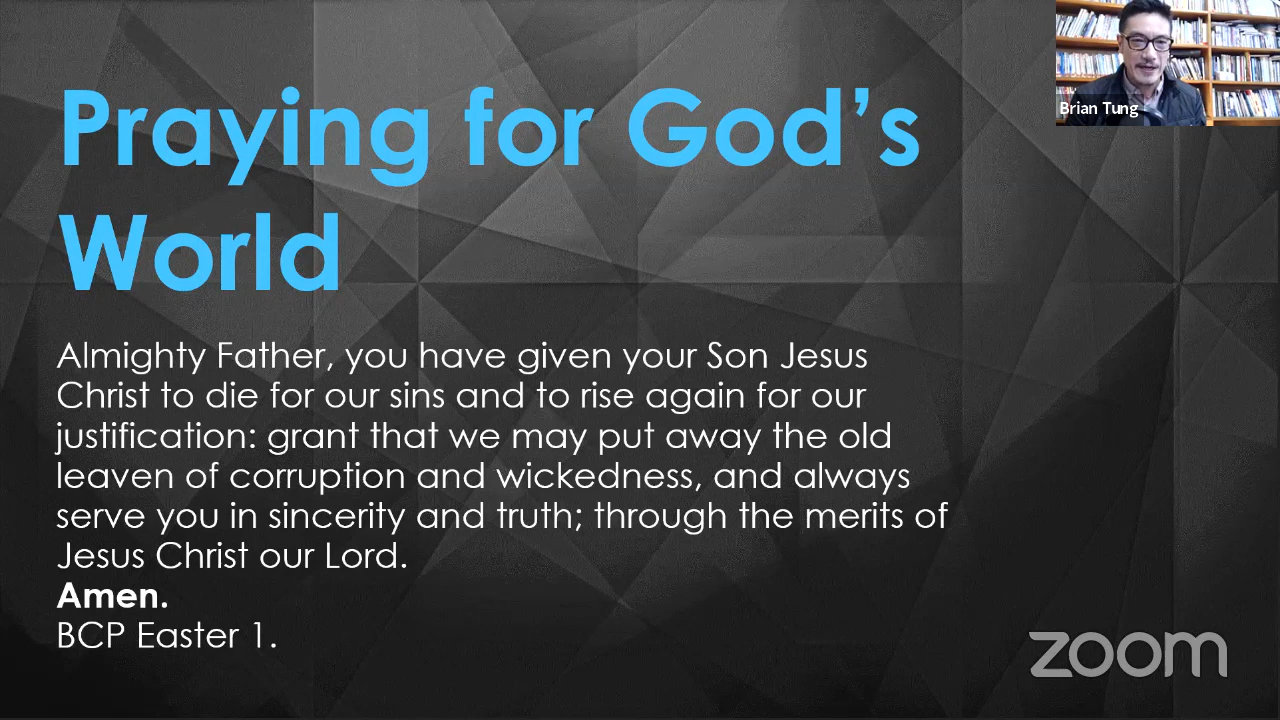 Praying for God’s
World
Brian Tung
Almighty Father, you have given your Son Jesus
Christ to die for our sins and to rise again for our
justification: grant that we may put away the old
leaven of corruption and wickedness, and always
serve you in sincerity and truth; through the merits of
Jesus Christ our Lord.
Amen.
BCP Easter 1.
zoom